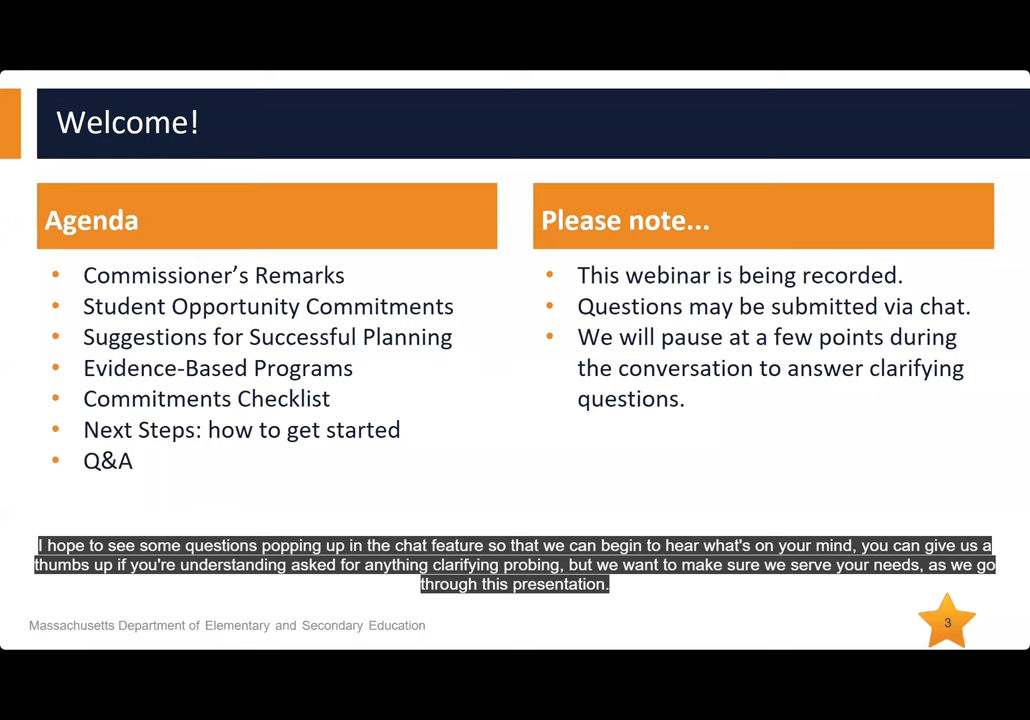 Welcome!
Agenda
• Commissioner’s Remarks
• Student Opportunity Commitments
• Suggestions for Successful Planning
• Evidence-Based Programs
• Commitments Checklist
• Next Steps: how to get started
• Q&A
Please note...
• This webinar is being recorded.
• Questions may be submitted via chat.
• We will pause at a few points during
the conversation to answer clarifying
questions.
I hope to see some questions popping up in the chat feature so that we can begin to hear what's on your mind, you can give us a
thumbs up if you're understanding asked for anything clarifying probing, but we want to make sure we serve your needs, as we go
through this presentation.
Massachusetts Department of Elementary and Secondary Education
3